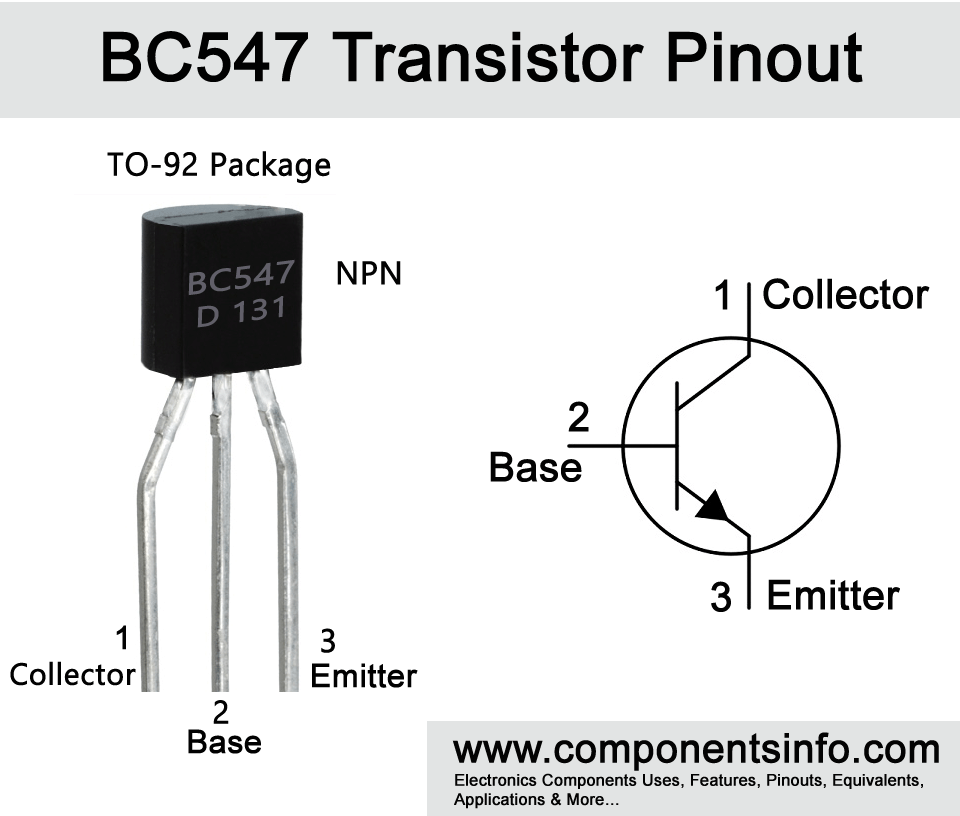 BC547 Transistor Pinout
TO-92 Package
BC547
D 131
NPN
1
Collector
2
Base
3
Emitter
1 Collector
2
Base
3 Emitter
www.componentsinfo.com
Electronics Components Uses, Features, Pinouts, Equivalents,
Applications & More...